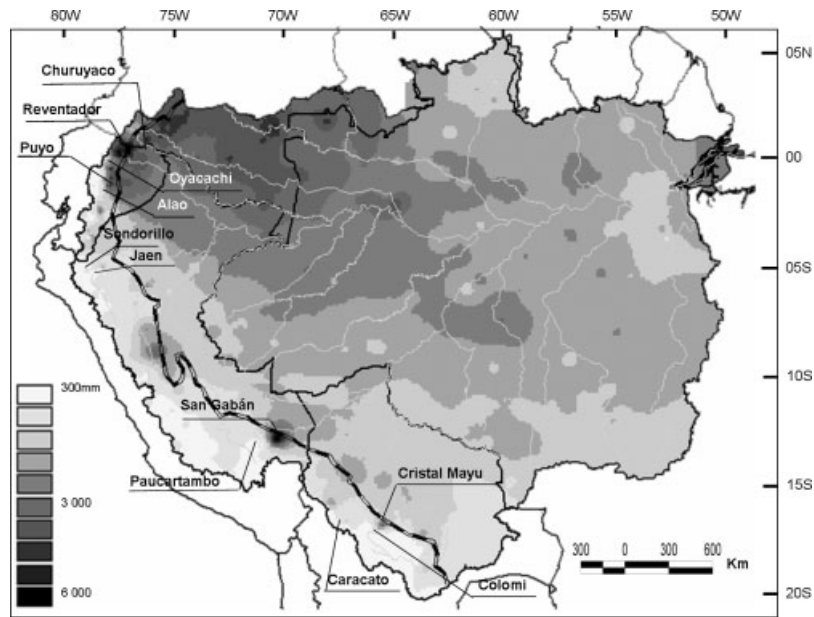 80W 75W 70W 65W 60W 55W 50W
05N
Churuyaco
Reventador
Puyo
00
Oyacachi
Alao
Sondorillo
Jaen
05S
300mm
10S
San Gabán
Paucartambo
Cristal Mayu
15S
3 000
300 0 300 600
Km
Caracato
Colomi
6 000
20S